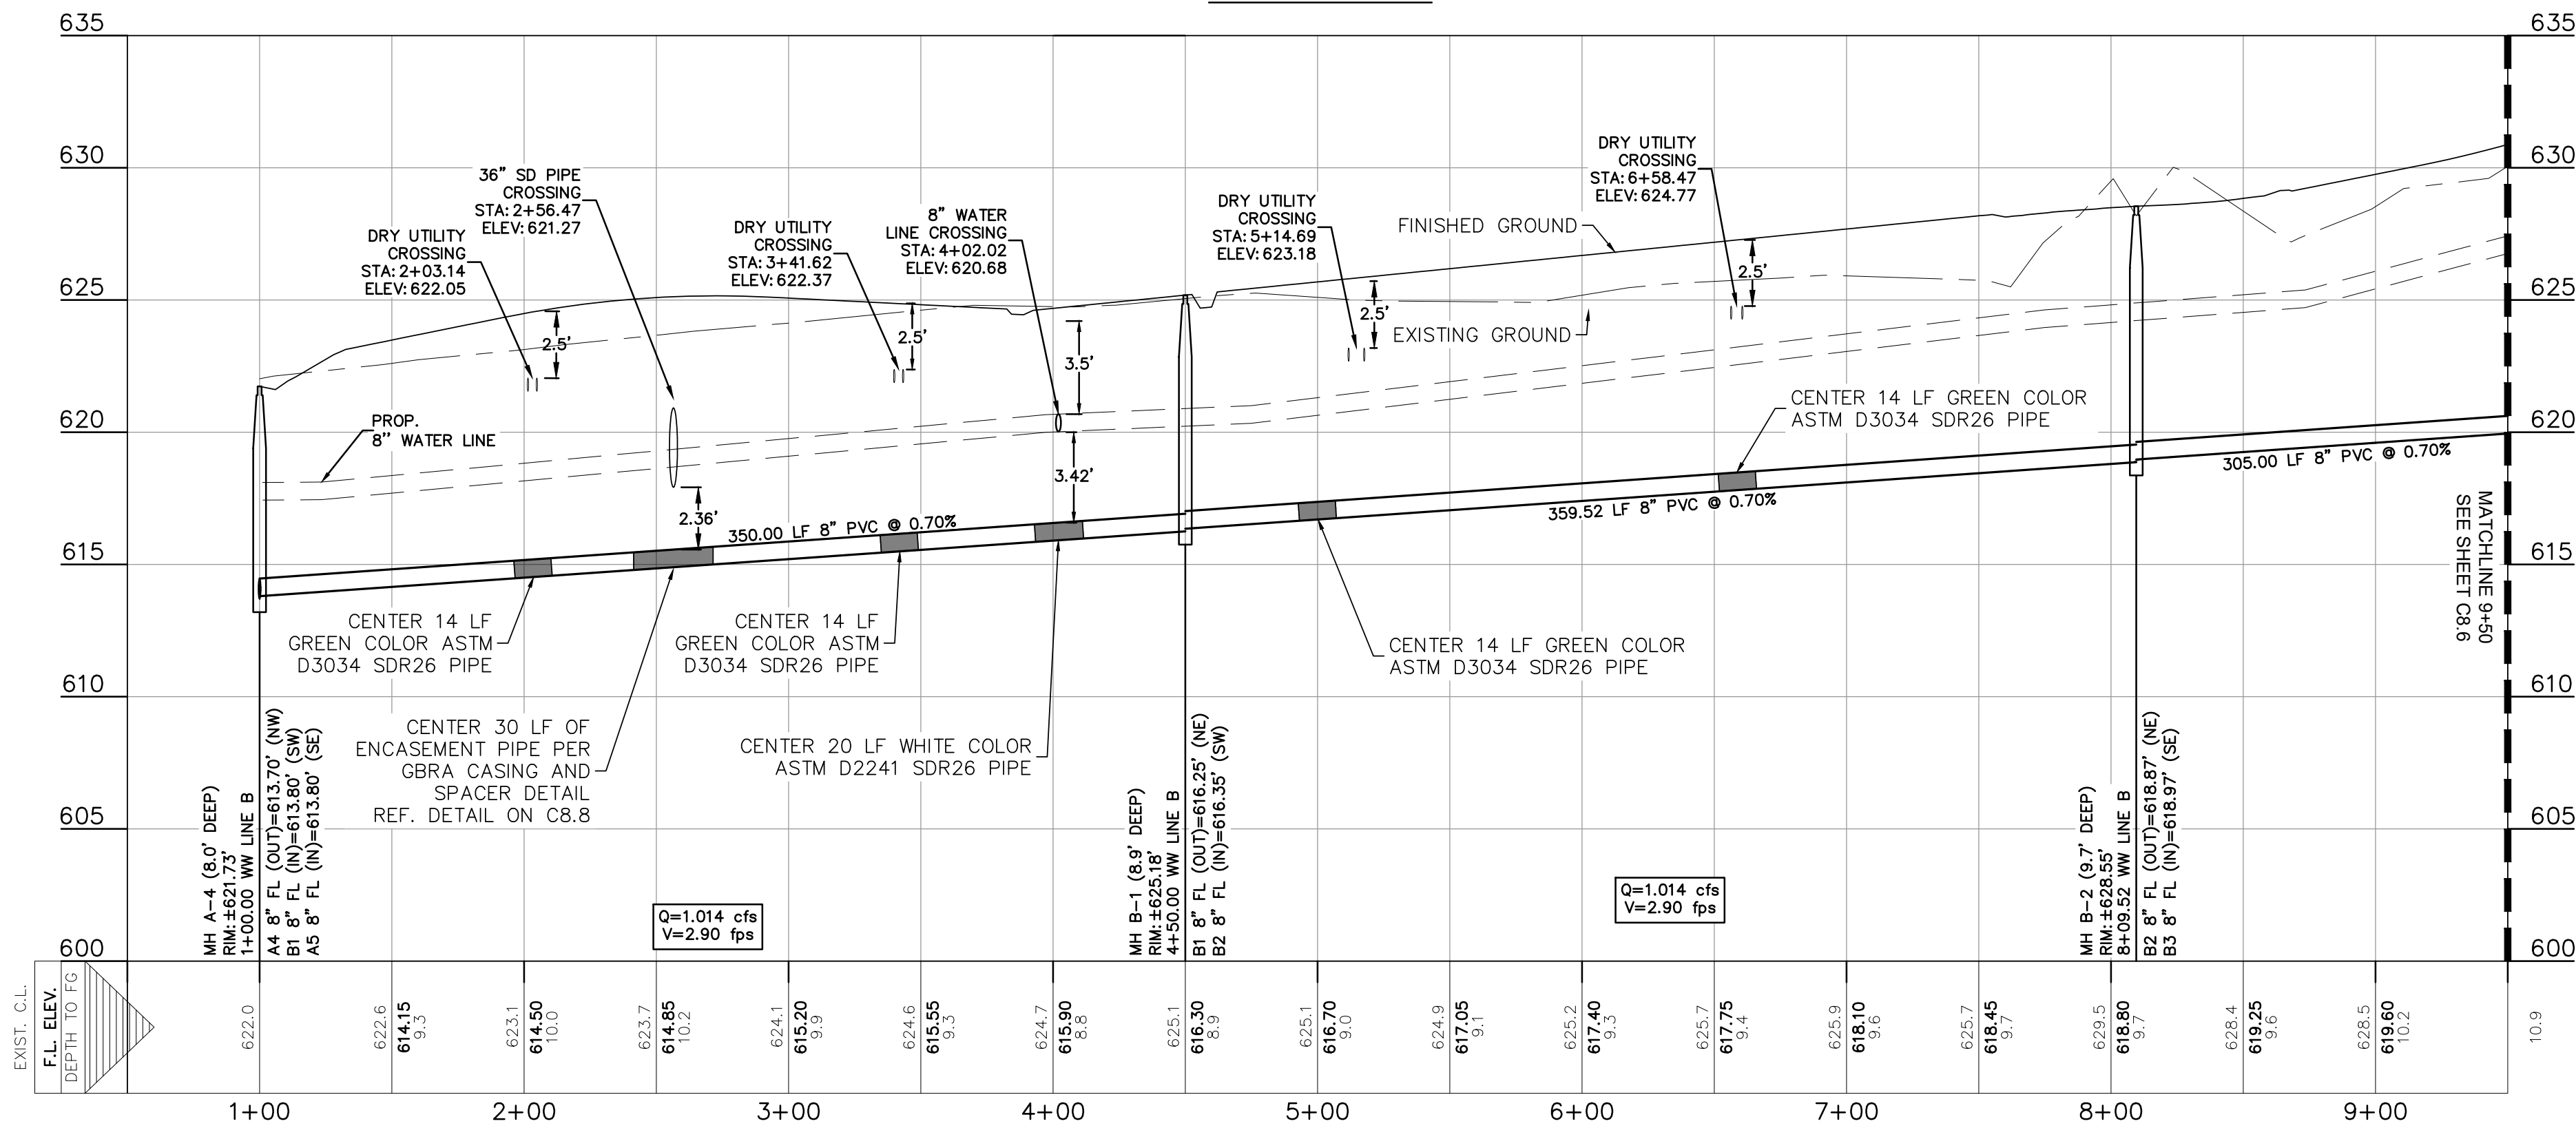 635
635
630
630
625
625
620
620
615
615
610
610
605
605
600
600
DRY UTILITY
CROSSING
STA: 2+03.14
ELEV: 622.05
2.5'
36" SD PIPE
CROSSING
STA: 2+56.47
ELEV: 621.27
2.36'
DRY UTILITY
CROSSING
STA: 3+41.62
ELEV: 622.37
2.5'
8" WATER
LINE CROSSING
STA: 4+02.02
ELEV: 620.68
3.5'
3.42'
DRY UTILITY
CROSSING
STA: 5+14.69
ELEV: 623.18
2.5'
FINISHED GROUND
EXISTING GROUND
DRY UTILITY
CROSSING
STA: 6+58.47
ELEV: 624.77
2.5'
PROP.
8" WATER LINE
350.00 LF 8" PVC @ 0.70%
359.52 LF 8" PVC @ 0.70%
305.00 LF 8" PVC @ 0.70%
CENTER 14 LF GREEN COLOR
ASTM D3034 SDR26 PIPE
MATCHLINE 9+50
SEE SHEET C8.6
CENTER 14 LF
GREEN COLOR ASTM
D3034 SDR26 PIPE
CENTER 14 LF
GREEN COLOR ASTM
D3034 SDR26 PIPE
CENTER 14 LF GREEN COLOR
ASTM D3034 SDR26 PIPE
CENTER 30 LF OF
ENCASEMENT PIPE PER
GBRA CASING AND
SPACER DETAIL
REF. DETAIL ON C8.8
CENTER 20 LF WHITE COLOR
ASTM D2241 SDR26 PIPE
MH A-4 (8.0' DEEP)
RIM:±621.73'
1+00.00 WW LINE B
A4 8" FL (OUT)=613.70' (NW)
B1 8" FL (IN)=613.80' (SW)
A5 8" FL (IN)=613.80' (SE)
MH B-1 (8.9' DEEP)
RIM:±625.18'
4+50.00 WW LINE B
B1 8" FL (OUT)=616.25' (NE)
B2 8" FL (IN)=616.35' (SW)
MH B-2 (9.7' DEEP)
RIM:±628.55'
8+09.52 WW LINE B
B2 8" FL (OUT)=618.87' (NE)
B3 8" FL (IN)=618.97' (SE)
Q=1.014 cfs
V=2.90 fps
Q=1.014 cfs
V=2.90 fps
EXIST. C.L.
F.L. ELEV.
DEPTH TO FG
622.0
622.6
614.15
9.3
623.1
614.50
10.0
623.7
614.85
10.2
624.1
615.20
9.9
624.6
615.55
9.3
624.7
615.90
8.8
625.1
616.30
8.9
625.1
616.70
9.0
624.9
617.05
9.1
625.2
617.40
9.3
625.7
617.75
9.4
625.9
618.10
9.6
625.7
618.45
9.7
629.5
618.80
9.7
628.4
619.25
9.6
628.5
619.60
10.2
10.9
1+00
2+00
3+00
4+00
5+00
6+00
7+00
8+00
9+00